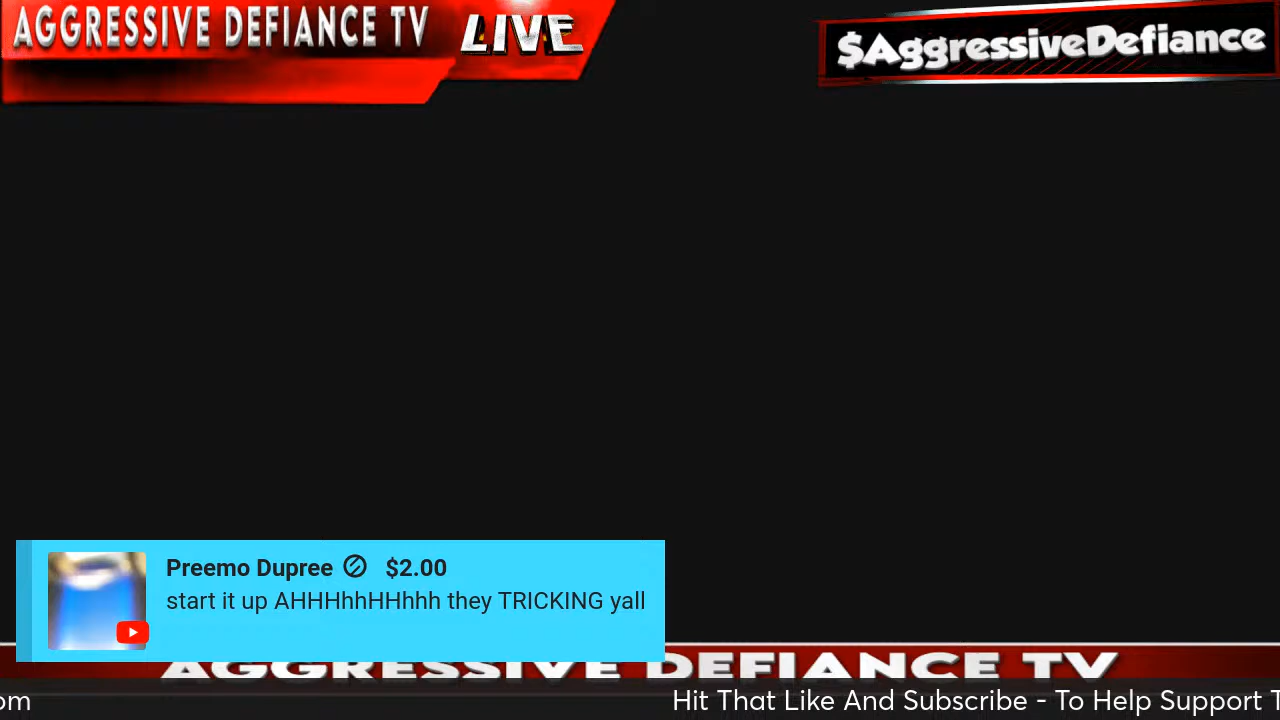 AGGRESSIVE DEFIANCE TV LIVE
$AggressiveDefiance
Preemo Dupree $2.00
start it up AHHHhhHHhhh they TRICKING yall
AGGRESSIVE DEFIANCE TV
om Hit That Like And Subscribe - To Help Support T